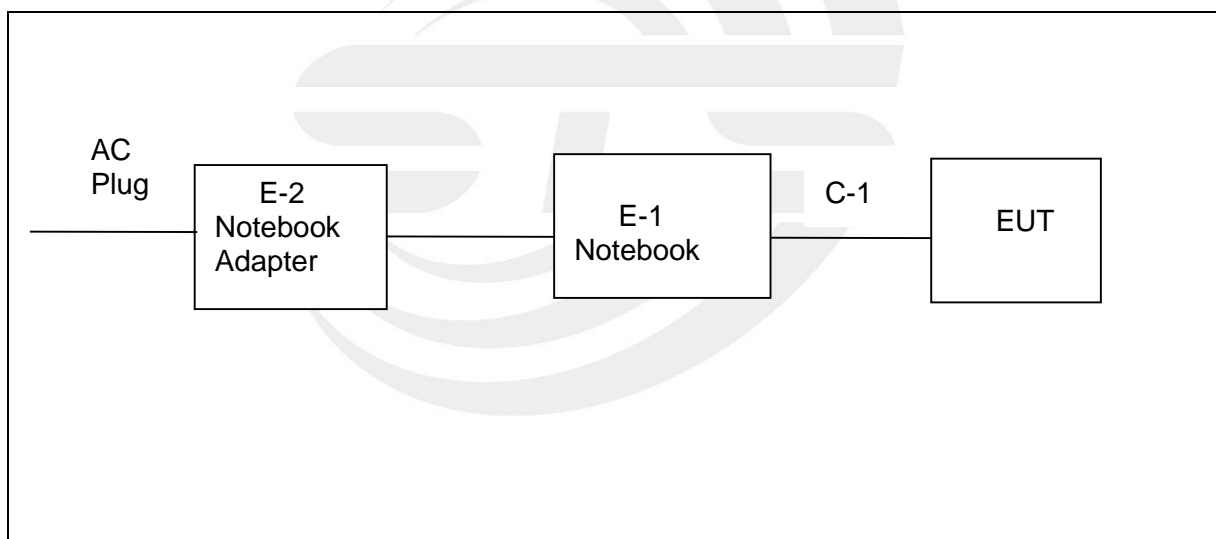 AC
Plug
E-2
Notebook
Adapter
E-1
Notebook
C-1
EUT